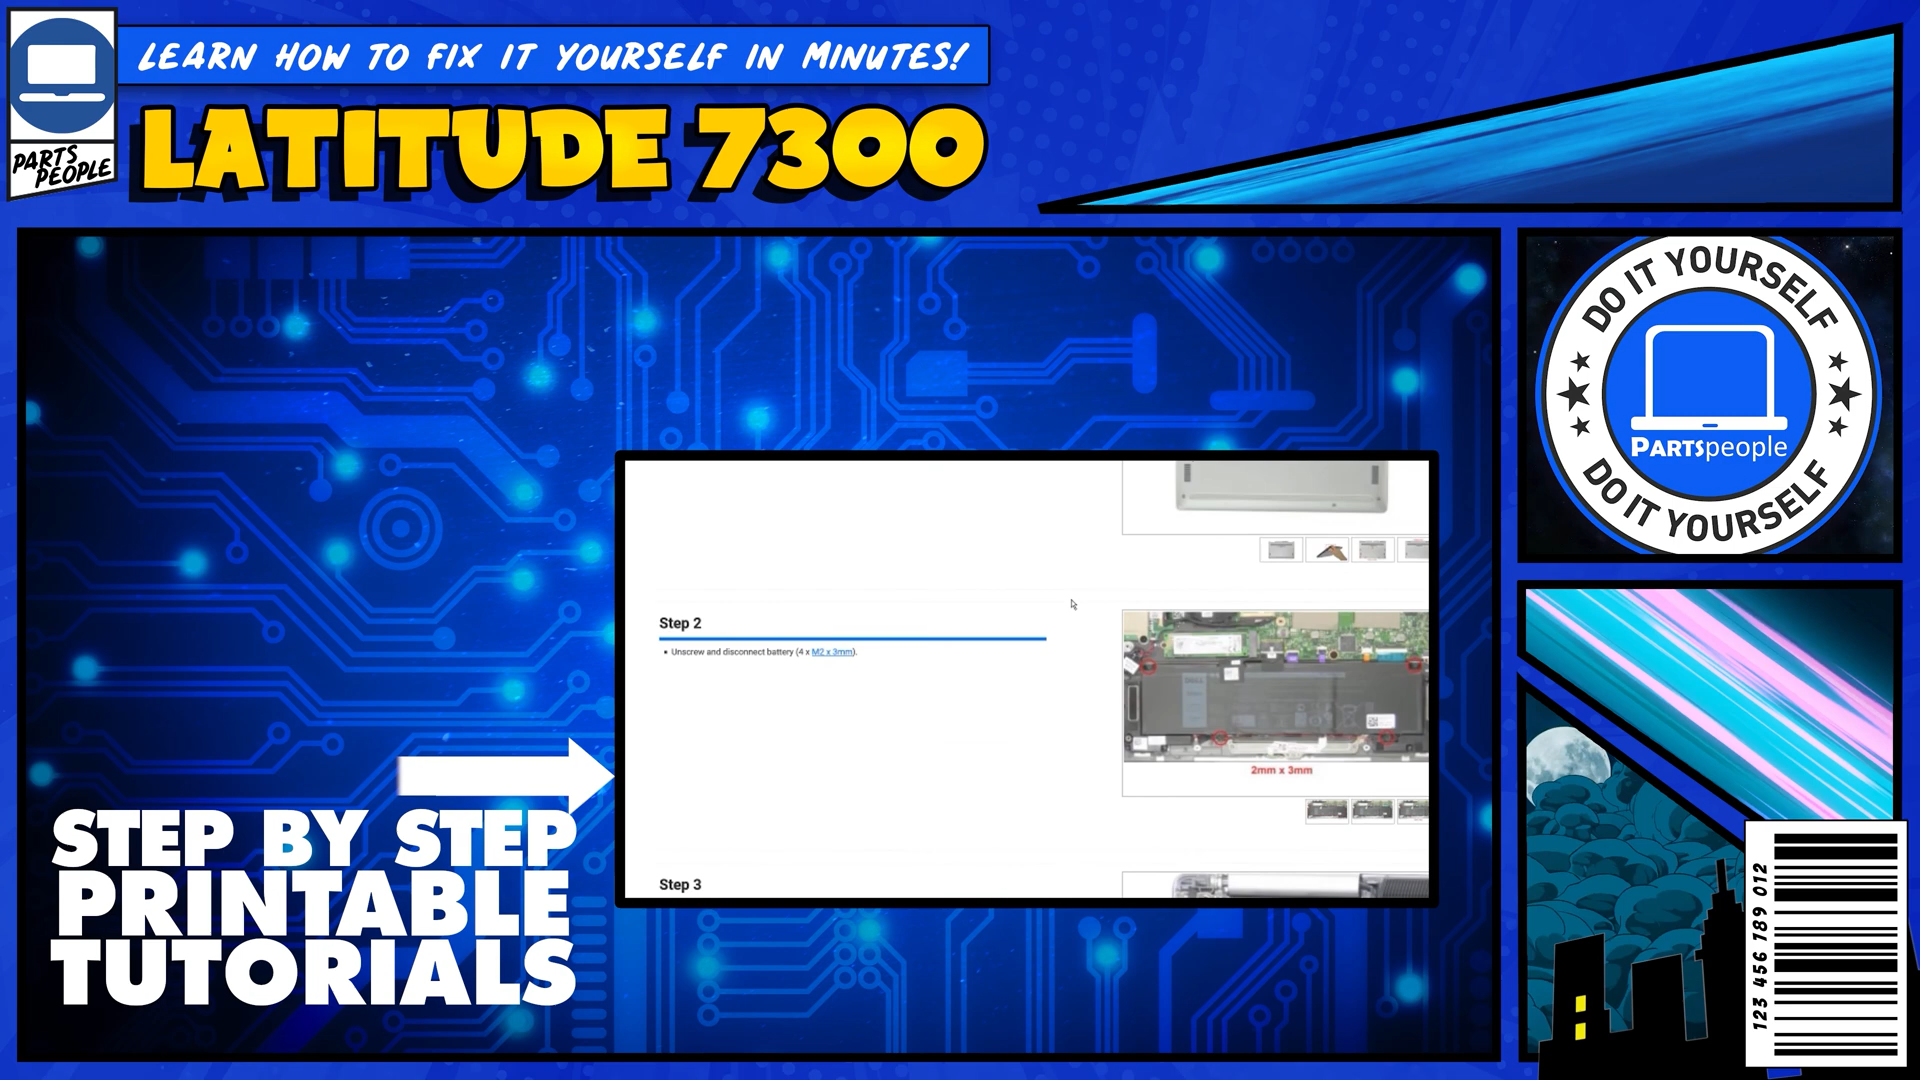 LEARN HOW TO FIX IT YOURSELF IN MINUTES!
LATITUDE 7300
PARTS
PEOPLE
DO IT YOURSELF
PARTSpeople
DO IT YOURSELF
Step 2
Unscrew and disconnect battery (4 x M2 x 3mm).
2mm x 3mm
Step 3
STEP BY STEP
PRINTABLE
TUTORIALS
123 456 189 012